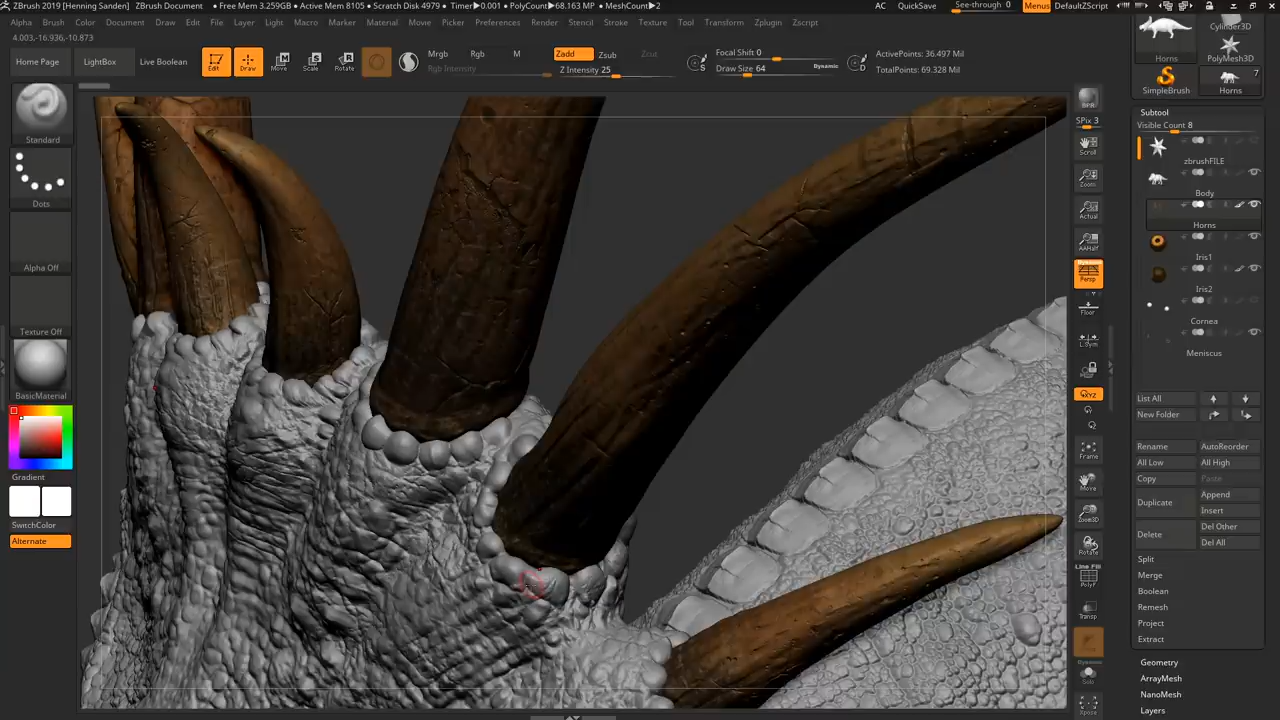 ZBrush 2019 [Henning Sanden]
ZBrush Document
● Free Mem 3.259GB ● Active Mem 8105 ● Scratch Disk 4979 ● Timer▶0.001 ● PolyCount▶68.163 MP ● MeshCount▶2
AC
QuickSave
See-through 0
Menus
DefaultZScript
Alpha Brush Color Document Draw Edit File Layer Light Macro Marker Material Movie Picker Preferences Render Stencil Stroke Texture Tool Transform Zplugin Zscript
4.003,-16.936,-10.873
Home Page
LightBox
Live Boolean
Edit
Draw
Move
Scale
Rotate
Mrgb
Rgb
M
Rgb Intensity
Zadd
Zsub
Zcut
Z Intensity 25
Focal Shift 0
Draw Size 64
Dynamic
ActivePoints: 36.497 Mil
TotalPoints: 69.328 Mil
Standard
Dots
Alpha Off
Texture Off
BasicMaterial
Gradient
SwitchColor
Alternate
BPR
SPix 3
Scroll
Zoom
Actual
AAHalf
Persp
Floor
L.Sym
XYZ
Frame
Move
Zoom3D
Rotate
Line Fill
PolyF
Transp
Solo
Xpose
Horns
Cylinder3D
PolyMesh3D
SimpleBrush
7
Horns
Subtool
Visible Count 8
zbrushFILE
Body
Horns
Iris1
Iris2
Cornea
Meniscus
List All
New Folder
Rename
AutoReorder
All Low
All High
Copy
Paste
Duplicate
Append
Insert
Delete
Del Other
Del All
Split
Merge
Boolean
Remesh
Project
Extract
Geometry
ArrayMesh
NanoMesh
Layers